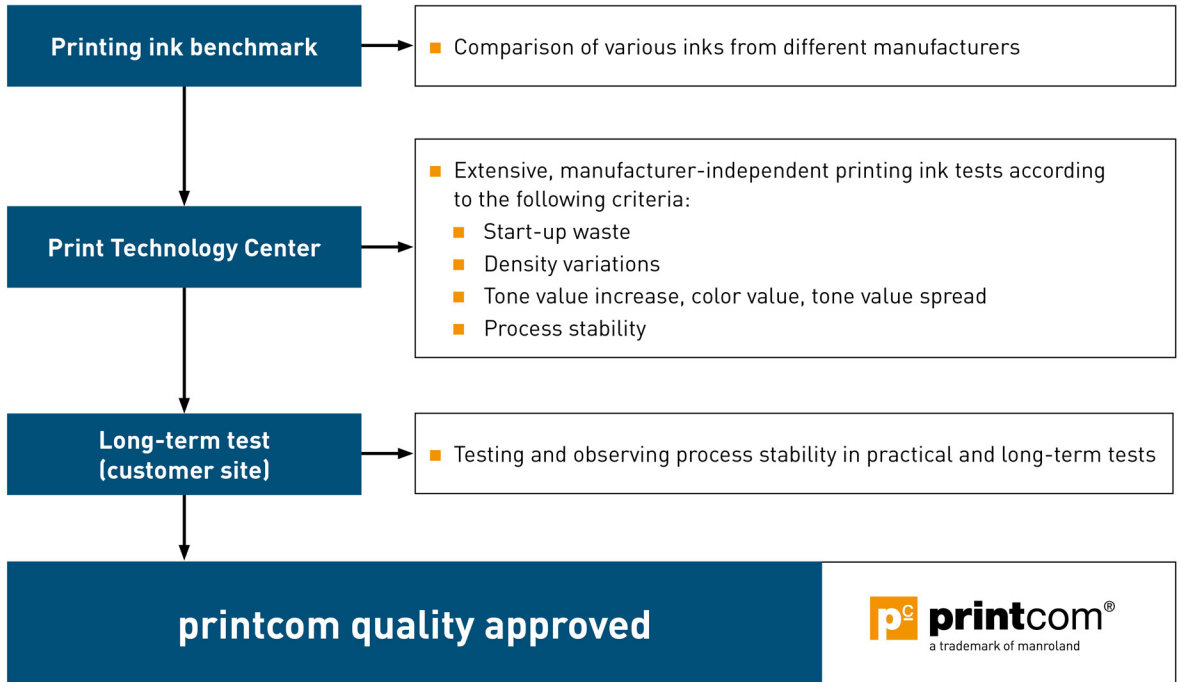 Printing ink benchmark
Comparison of various inks from different manufacturers
Print Technology Center
Extensive, manufacturer-independent printing ink tests according
to the following criteria:
Start-up waste
Density variations
Tone value increase, color value, tone value spread
Process stability
Long-term test
(customer site)
Testing and observing process stability in practical and long-term tests
printcom quality approved
pc printcom®
a trademark of manroland